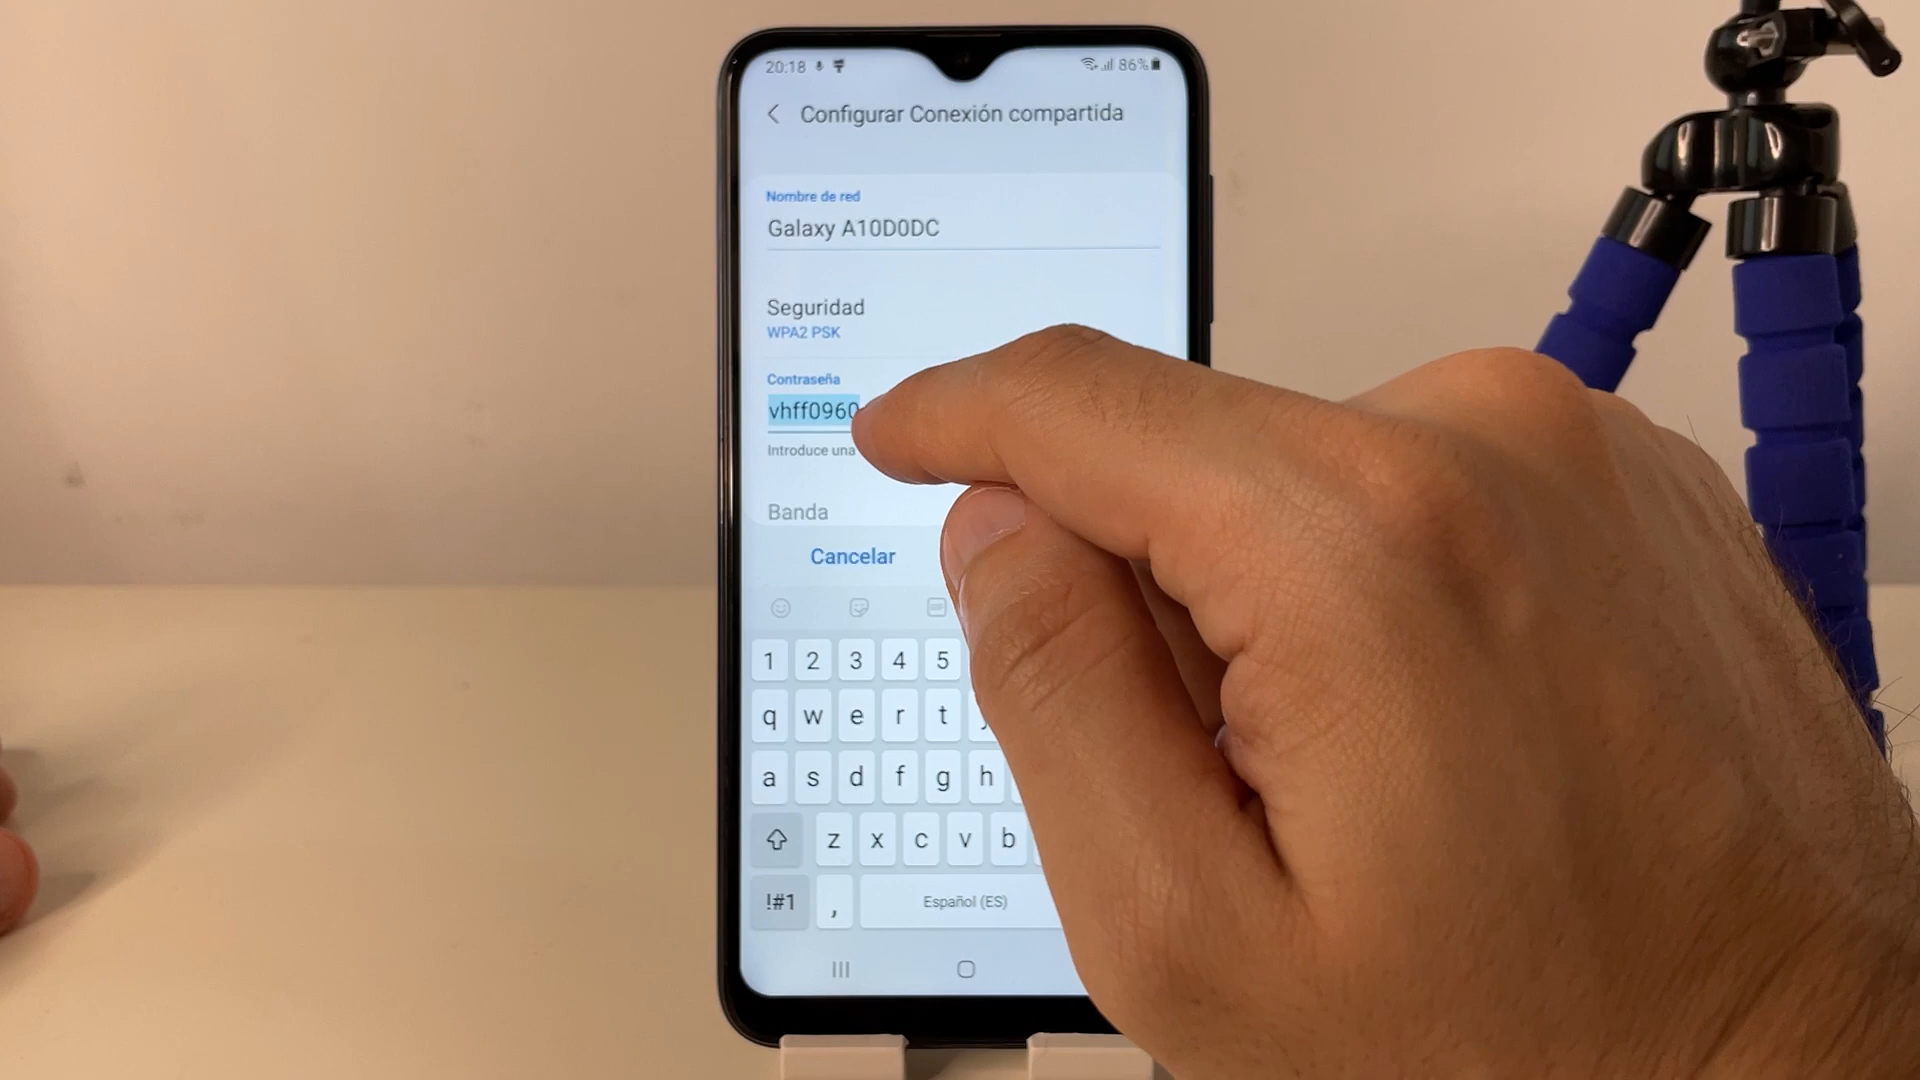 20:18 86%
Configurar Conexión compartida
Nombre de red
Galaxy A10D0DC
Seguridad
WPA2 PSK
Contraseña
vhff0960
Introduce una
Banda
Cancelar
1 2 3 4 5
q w e r t
a s d f g h
z x c v b
!#1 , Español (ES)